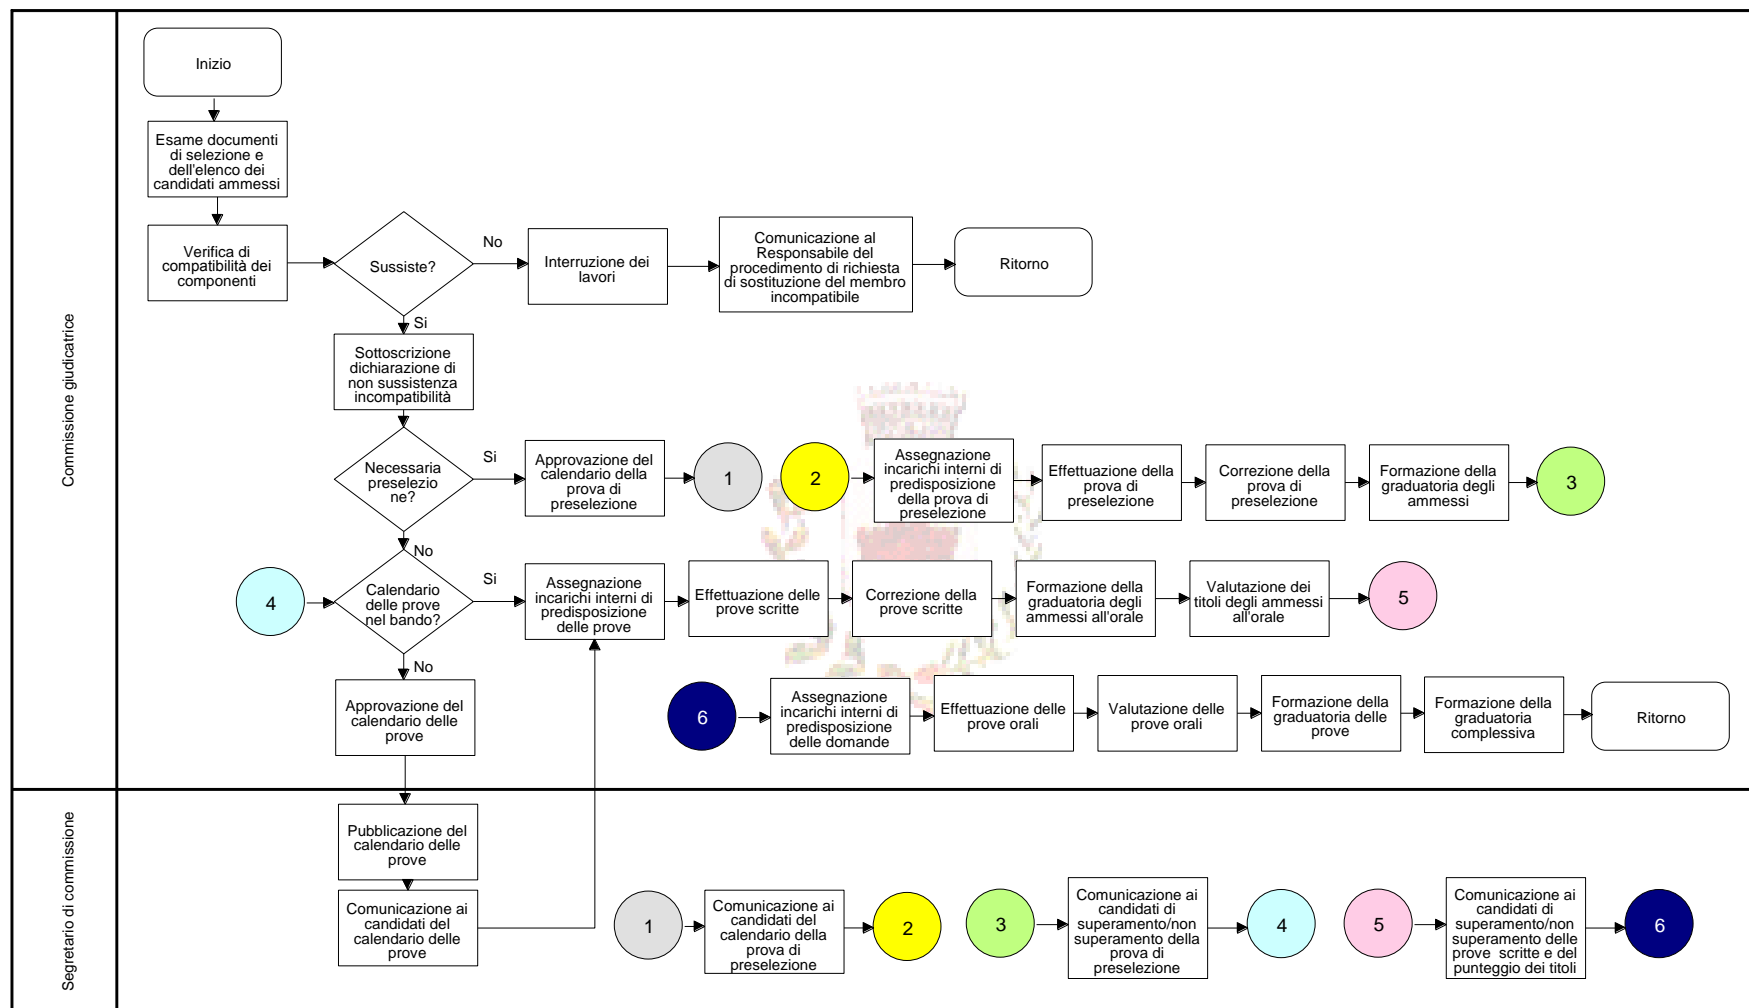 Commissione giudicatrice
Inizio
Esame documenti
di selezione e
dell'elenco dei
candidati ammessi
Verifica di
compatibilità dei
componenti
Sussiste?
No
Interruzione dei
lavori
Comunicazione al
Responsabile del
procedimento di richiesta
di sostituzione del membro
incompatibile
Ritorno
Si
Sottoscrizione
dichiarazione di
non sussistenza
incompatibilità
Necessaria
preselezio
ne?
Si
Approvazione del
calendario della
prova di
preselezione
1
2
Assegnazione
incarichi interni di
predisposizione
della prova di
preselezione
Effettuazione della
prova di
preselezione
Correzione della
prova di
preselezione
Formazione della
graduatoria degli
ammessi
3
No
4
Calendario
delle prove
nel bando?
Si
Assegnazione
incarichi interni di
predisposizione
delle prove
Effettuazione delle
prove scritte
Correzione della
prove scritte
Formazione della
graduatoria degli
ammessi all'orale
Valutazione dei
titoli degli ammessi
all'orale
5
No
Approvazione del
calendario delle
prove
6
Assegnazione
incarichi interni di
predisposizione
delle domande
Effettuazione delle
prove orali
Valutazione delle
prove orali
Formazione della
graduatoria delle
prove
Formazione della
graduatoria
complessiva
Ritorno
Segretario di commissione
Pubblicazione del
calendario delle
prove
Comunicazione ai
candidati del
calendario delle
prove
1
Comunicazione ai
candidati del
calendario della
prova di
preselezione
2
3
Comunicazione ai
candidati di
superamento/non
superamento della
prova di
preselezione
4
5
Comunicazione ai
candidati di
superamento/non
superamento delle
prove scritte e del
punteggio dei titoli
6